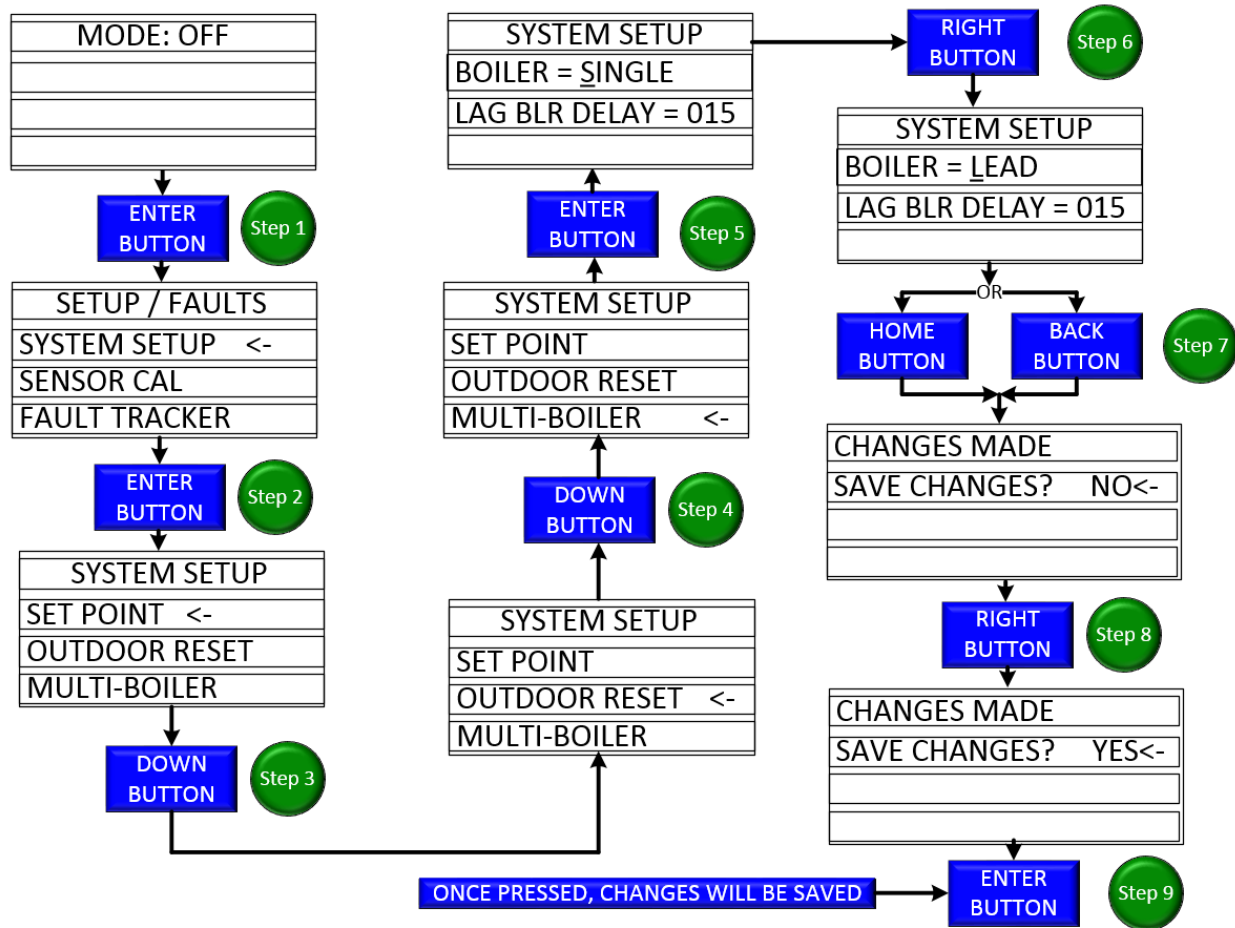 MODE: OFF
ENTER
BUTTON
Step 1
SETUP / FAULTS
SYSTEM SETUP <-
SENSOR CAL
FAULT TRACKER
ENTER
BUTTON
Step 2
SYSTEM SETUP
SET POINT <-
OUTDOOR RESET
MULTI-BOILER
DOWN
BUTTON
Step 3
SYSTEM SETUP
SET POINT
OUTDOOR RESET <-
MULTI-BOILER
DOWN
BUTTON
Step 4
SYSTEM SETUP
SET POINT
OUTDOOR RESET
MULTI-BOILER <-
ENTER
BUTTON
Step 5
SYSTEM SETUP
BOILER = SINGLE
LAG BLR DELAY = 015
RIGHT
BUTTON
Step 6
SYSTEM SETUP
BOILER = LEAD
LAG BLR DELAY = 015
OR
HOME
BUTTON
BACK
BUTTON
Step 7
CHANGES MADE
SAVE CHANGES? NO<-
RIGHT
BUTTON
Step 8
CHANGES MADE
SAVE CHANGES? YES<-
ONCE PRESSED, CHANGES WILL BE SAVED
ENTER
BUTTON
Step 9